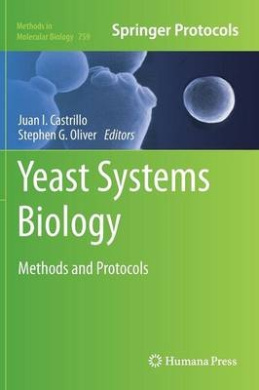 Methods in
Molecular Biology 759
Springer Protocols
Juan I. Castrillo
Stephen G. Oliver Editors
Yeast Systems
Biology
Methods and Protocols
Humana Press